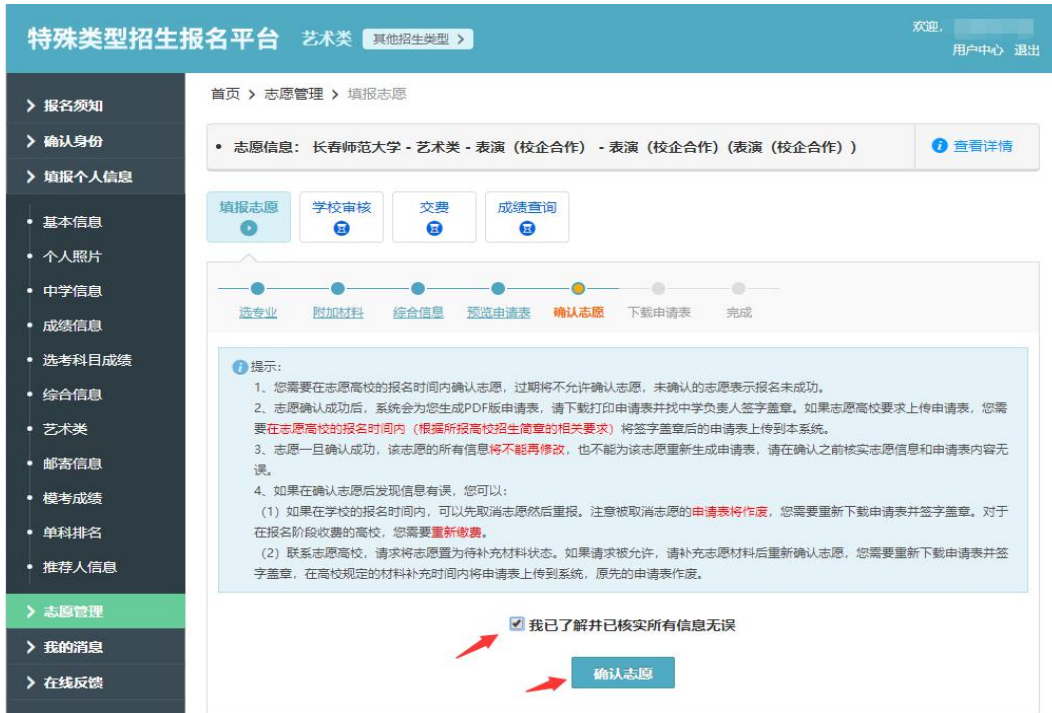 特殊类型招生报名平台 艺术类 其他招生类型 >
欢迎,
用户中心 退出
> 报名须知
> 确认身份
> 填报个人信息
• 基本信息
• 个人照片
• 中学信息
• 成绩信息
• 选考科目成绩
• 综合信息
• 艺术类
• 邮寄信息
• 模考成绩
• 单科排名
• 推荐人信息
> 志愿管理
> 我的消息
> 在线反馈
首页 > 志愿管理 > 填报志愿
• 志愿信息: 长春师范大学 - 艺术类 - 表演（校企合作） - 表演（校企合作）(表演（校企合作）)
查看详情
填报志愿 学校审核 交费 成绩查询
选专业 附加材料 综合信息 预览申请表 确认志愿 下载申请表 完成
提示:
1、您需要在志愿高校的报名时间内确认志愿，过期将不允许确认志愿，未确认的志愿表示报名未成功。
2、志愿确认成功后，系统会为您生成PDF版申请表，请下载打印申请表并找中学负责人签字盖章。如果志愿高校要求上传申请表，您需
要在志愿高校的报名时间内（根据所报高校招生简章的相关要求）将签字盖章后的申请表上传到本系统。
3、志愿一旦确认成功，该志愿的所有信息将不能再修改，也不能为该志愿重新生成申请表，请在确认之前核实志愿信息和申请表内容无
误。
4、如果在确认志愿后发现信息有误，您可以:
（1）如果在学校的报名时间内，可以先取消志愿然后重报。注意被取消志愿的申请表将作废，您需要重新下载申请表并签字盖章。对于
在报名阶段收费的高校，您需要重新缴费。
（2）联系志愿高校，请求将志愿置为待补充材料状态。如果请求被允许，请补充志愿材料后重新确认志愿，您需要重新下载申请表并签
字盖章，在高校规定的材料补充时间内将申请表上传到系统，原先的申请表作废。
我已了解并已核实所有信息无误
确认志愿